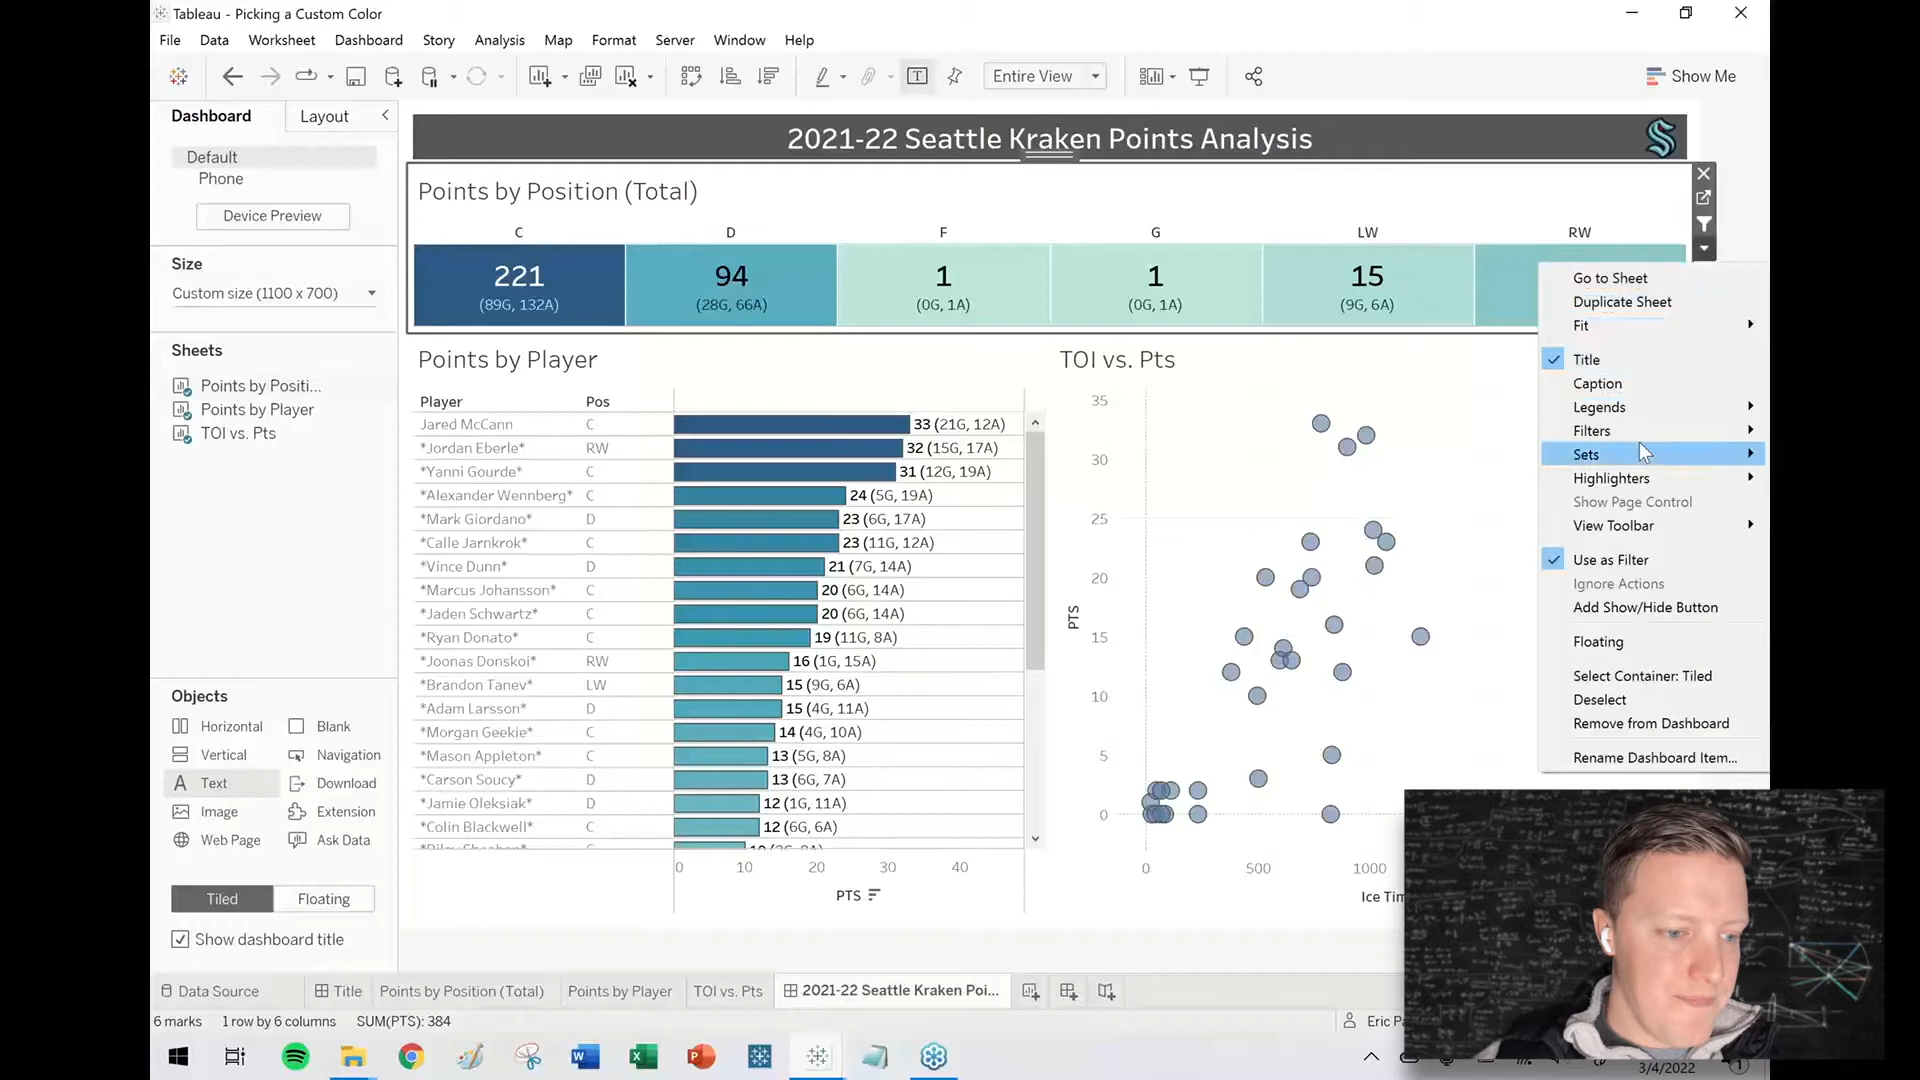 Tableau - Picking a Custom Color
File Data Worksheet Dashboard Story Analysis Map Format Server Window Help
Entire View
Show Me
Dashboard Layout
Default
Phone
Device Preview
Size
Custom size (1100 x 700)
Sheets
Points by Positi...
Points by Player
TOI vs. Pts
Objects
Horizontal Blank
Vertical Navigation
A Text Download
Image Extension
Web Page Ask Data
Tiled Floating
Show dashboard title
2021-22 Seattle Kraken Points Analysis
Points by Position (Total)
C D F G LW RW
221 94 1 1 15
(89G, 132A) (28G, 66A) (0G, 1A) (0G, 1A) (9G, 6A)
Points by Player
Player Pos
Jared McCann C 33 (21G, 12A)
*Jordan Eberle* RW 32 (15G, 17A)
*Yanni Gourde* C 31 (12G, 19A)
*Alexander Wennberg* C 24 (5G, 19A)
*Mark Giordano* D 23 (6G, 17A)
*Calle Jarnkrok* C 23 (11G, 12A)
*Vince Dunn* D 21 (7G, 14A)
*Marcus Johansson* C 20 (6G, 14A)
*Jaden Schwartz* C 20 (6G, 14A)
*Ryan Donato* C 19 (11G, 8A)
*Joonas Donskoi* RW 16 (1G, 15A)
*Brandon Tanev* LW 15 (9G, 6A)
*Adam Larsson* D 15 (4G, 11A)
*Morgan Geekie* C 14 (4G, 10A)
*Mason Appleton* C 13 (5G, 8A)
*Carson Soucy* D 13 (6G, 7A)
*Jamie Oleksiak* D 12 (1G, 11A)
*Colin Blackwell* C 12 (6G, 6A)
0 10 20 30 40
PTS
TOI vs. Pts
35
30
25
20
15
10
5
0
PTS
0 500 1000
Ice Tim
Go to Sheet
Duplicate Sheet
Fit
Title
Caption
Legends
Filters
Sets
Highlighters
Show Page Control
View Toolbar
Use as Filter
Ignore Actions
Add Show/Hide Button
Floating
Select Container: Tiled
Deselect
Remove from Dashboard
Rename Dashboard Item...
Data Source Title Points by Position (Total) Points by Player TOI vs. Pts 2021-22 Seattle Kraken Poi...
6 marks 1 row by 6 columns SUM(PTS): 384
Eric Pa
3/4/2022